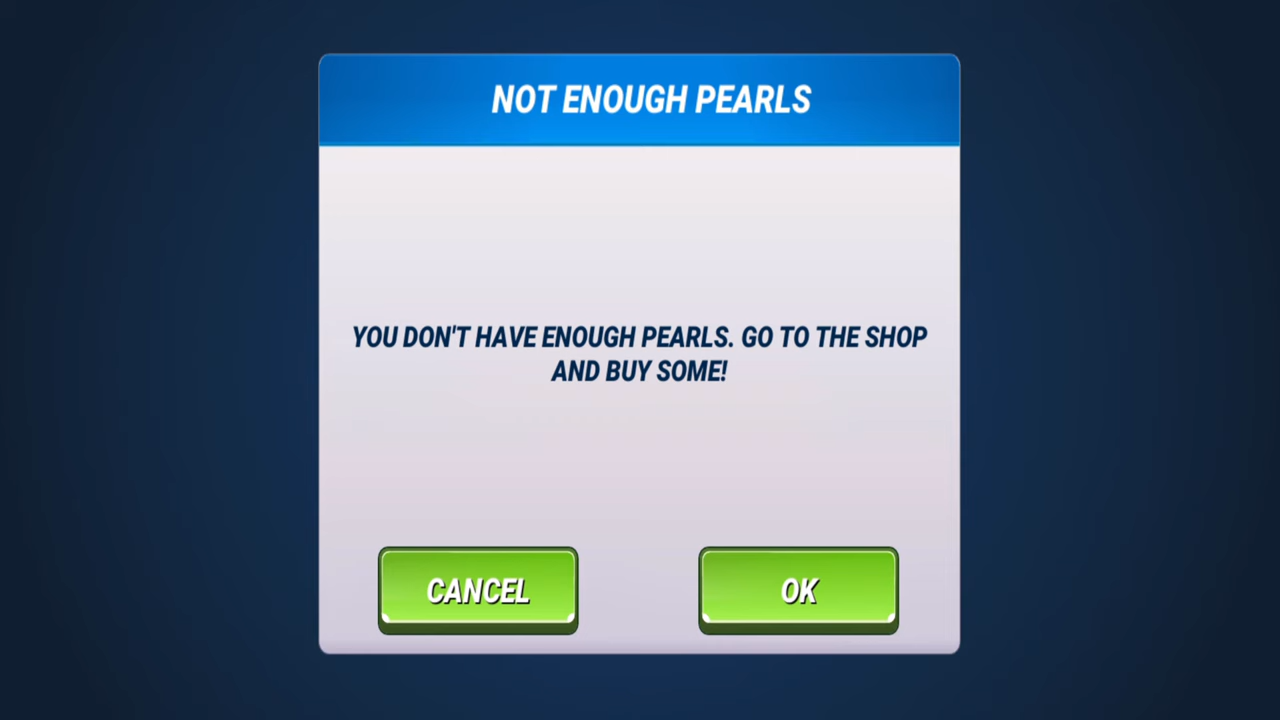 NOT ENOUGH PEARLS
YOU DON'T HAVE ENOUGH PEARLS. GO TO THE SHOP
AND BUY SOME!
CANCEL
OK